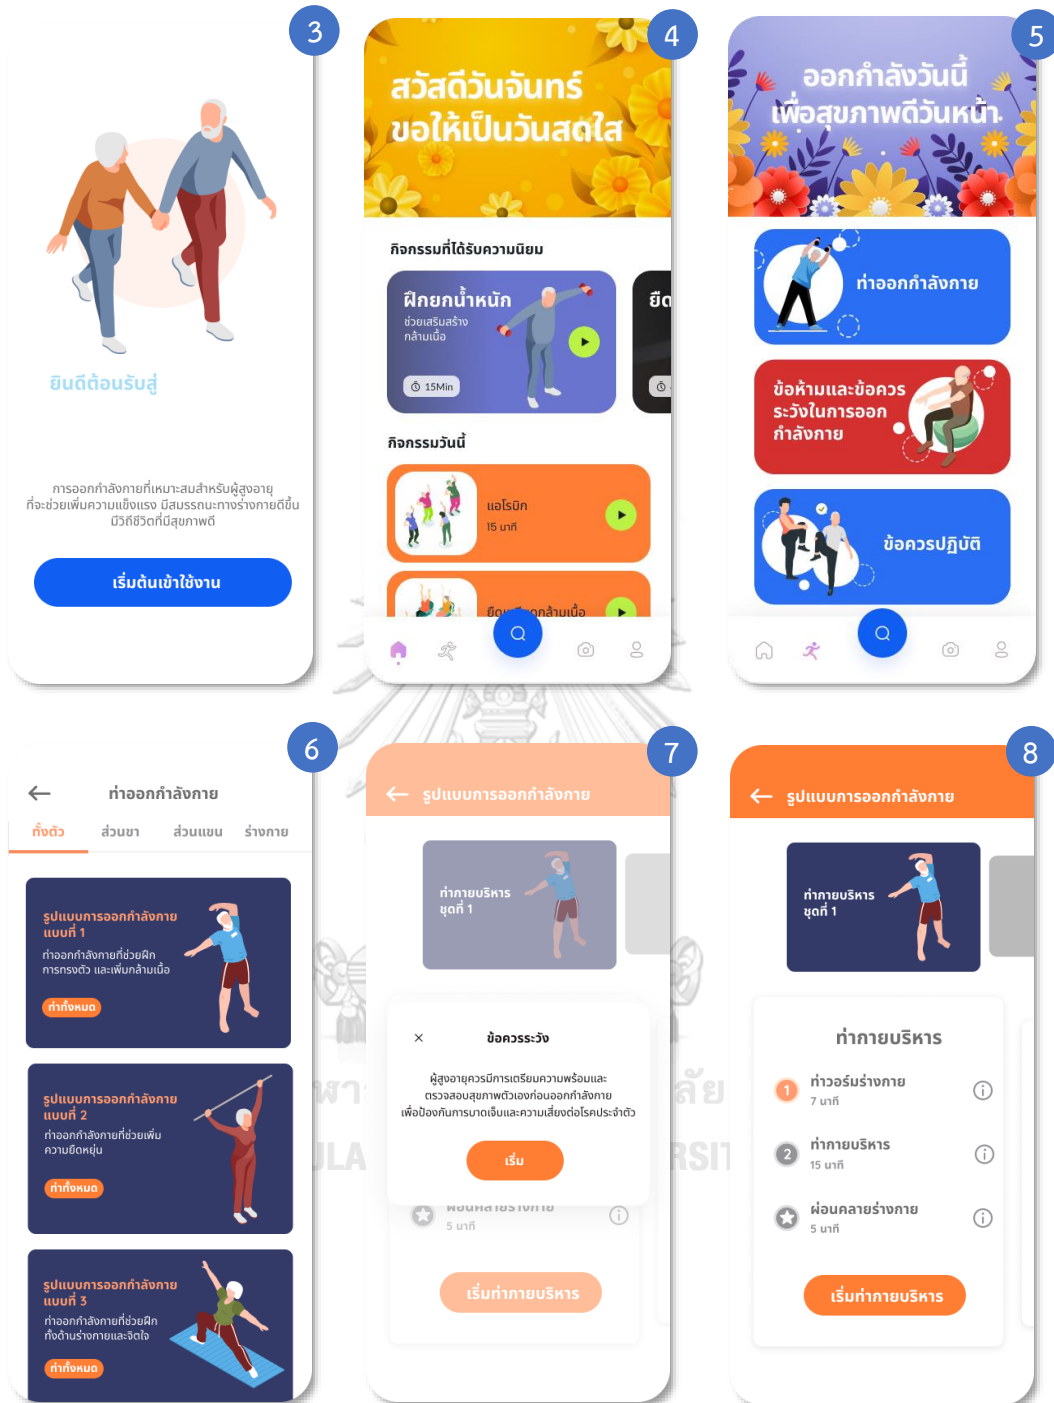 3
ยินดีต้อนรับสู่
การออกกำลังกายที่เหมาะสมสำหรับผู้สูงอายุ
ที่จะช่วยเพิ่มความแข็งแรง มีสมรรถนะทางร่างกายดีขึ้น
มีวิถีชีวิตที่มีสุขภาพดี
เริ่มต้นเข้าใช้งาน
4
สวัสดีวันจันทร์
ขอให้เป็นวันสดใส
กิจกรรมที่ได้รับความนิยม
ฝึกยกน้ำหนัก
ช่วยเสริมสร้าง
กล้ามเนื้อ
15Min
ยืด
กิจกรรมวันนี้
แอโรบิก
15 นาที
ยืดเหยียดกล้ามเนื้อ
5
ออกกำลังวันนี้
เพื่อสุขภาพดีวันหน้า
ท่าออกกำลังกาย
ข้อห้ามและข้อควร
ระวังในการออก
กำลังกาย
ข้อควรปฏิบัติ
6
ท่าออกกำลังกาย
ทั้งตัว ส่วนขา ส่วนแขน ร่างกาย
รูปแบบการออกกำลังกาย
แบบที่ 1
ท่าออกกำลังกายที่ช่วยฝึก
การทรงตัว และเพิ่มกล้ามเนื้อ
ท่าทั้งหมด
รูปแบบการออกกำลังกาย
แบบที่ 2
ท่าออกกำลังกายที่ช่วยเพิ่ม
ความยืดหยุ่น
ท่าทั้งหมด
รูปแบบการออกกำลังกาย
แบบที่ 3
ท่าออกกำลังกายที่ช่วยฝึก
ทั้งด้านร่างกายและจิตใจ
ท่าทั้งหมด
7
รูปแบบการออกกำลังกาย
ท่ากายบริหาร
ชุดที่ 1
ข้อควรระวัง
ผู้สูงอายุควรมีการเตรียมความพร้อมและ
ตรวจสอบสุขภาพตัวเองก่อนออกกำลังกาย
เพื่อป้องกันการบาดเจ็บและความเสี่ยงต่อโรคประจำตัว
เริ่ม
ผ่อนคลายร่างกาย
5 นาที
เริ่มท่ากายบริหาร
8
รูปแบบการออกกำลังกาย
ท่ากายบริหาร
ชุดที่ 1
ท่ากายบริหาร
1 ท่าวอร์มร่างกาย
7 นาที
2 ท่ากายบริหาร
15 นาที
ผ่อนคลายร่างกาย
5 นาที
เริ่มท่ากายบริหาร